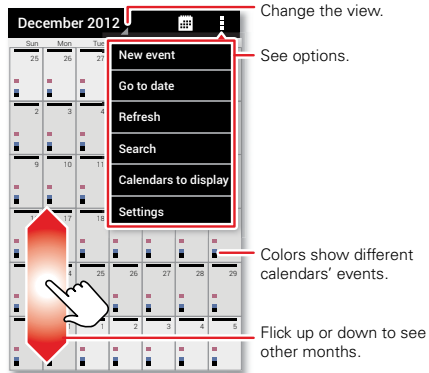 December 2012
Change the view.
See options.
Sun Mon Tue
New event
Go to date
Refresh
Search
Calendars to display
Settings
25 26 27
2 3 4
9 10 11
17 18
25 26 27 28 29
1 1 2 3 4 5
Colors show different
calendars' events.
Flick up or down to see
other months.